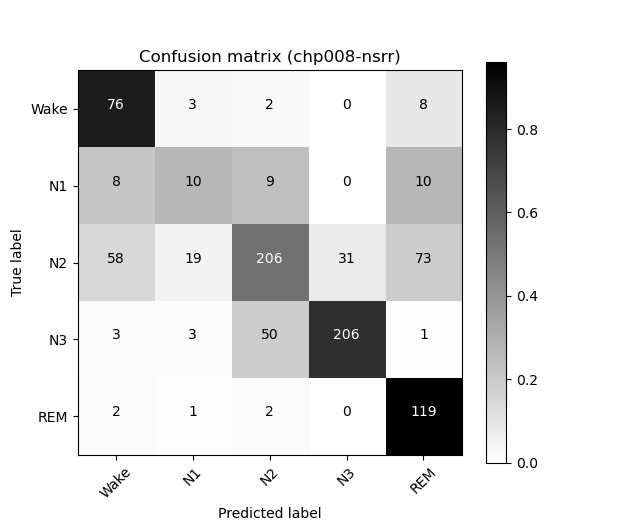 Confusion matrix (chp008-nsrr)
True label
Wake 76 3 2 0 8
N1 8 10 9 0 10
N2 58 19 206 31 73
N3 3 3 50 206 1
REM 2 1 2 0 119
Wake N1 N2 N3 REM
Predicted label
0.8
0.6
0.4
0.2
0.0